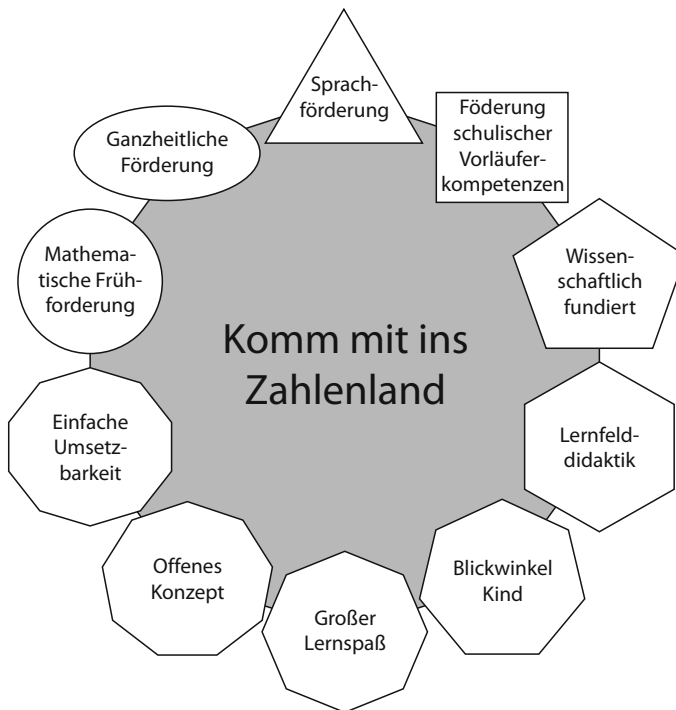 Sprach-
förderung
Föderung
schulischer
Vorläufer-
kompetenzen
Wissen-
schaftlich
fundiert
Lernfeld-
didaktik
Blickwinkel
Kind
Großer
Lernspaß
Offenes
Konzept
Einfache
Umsetz-
barkeit
Mathema-
tische Früh-
forderung
Ganzheitliche
Förderung
Komm mit ins
Zahlenland